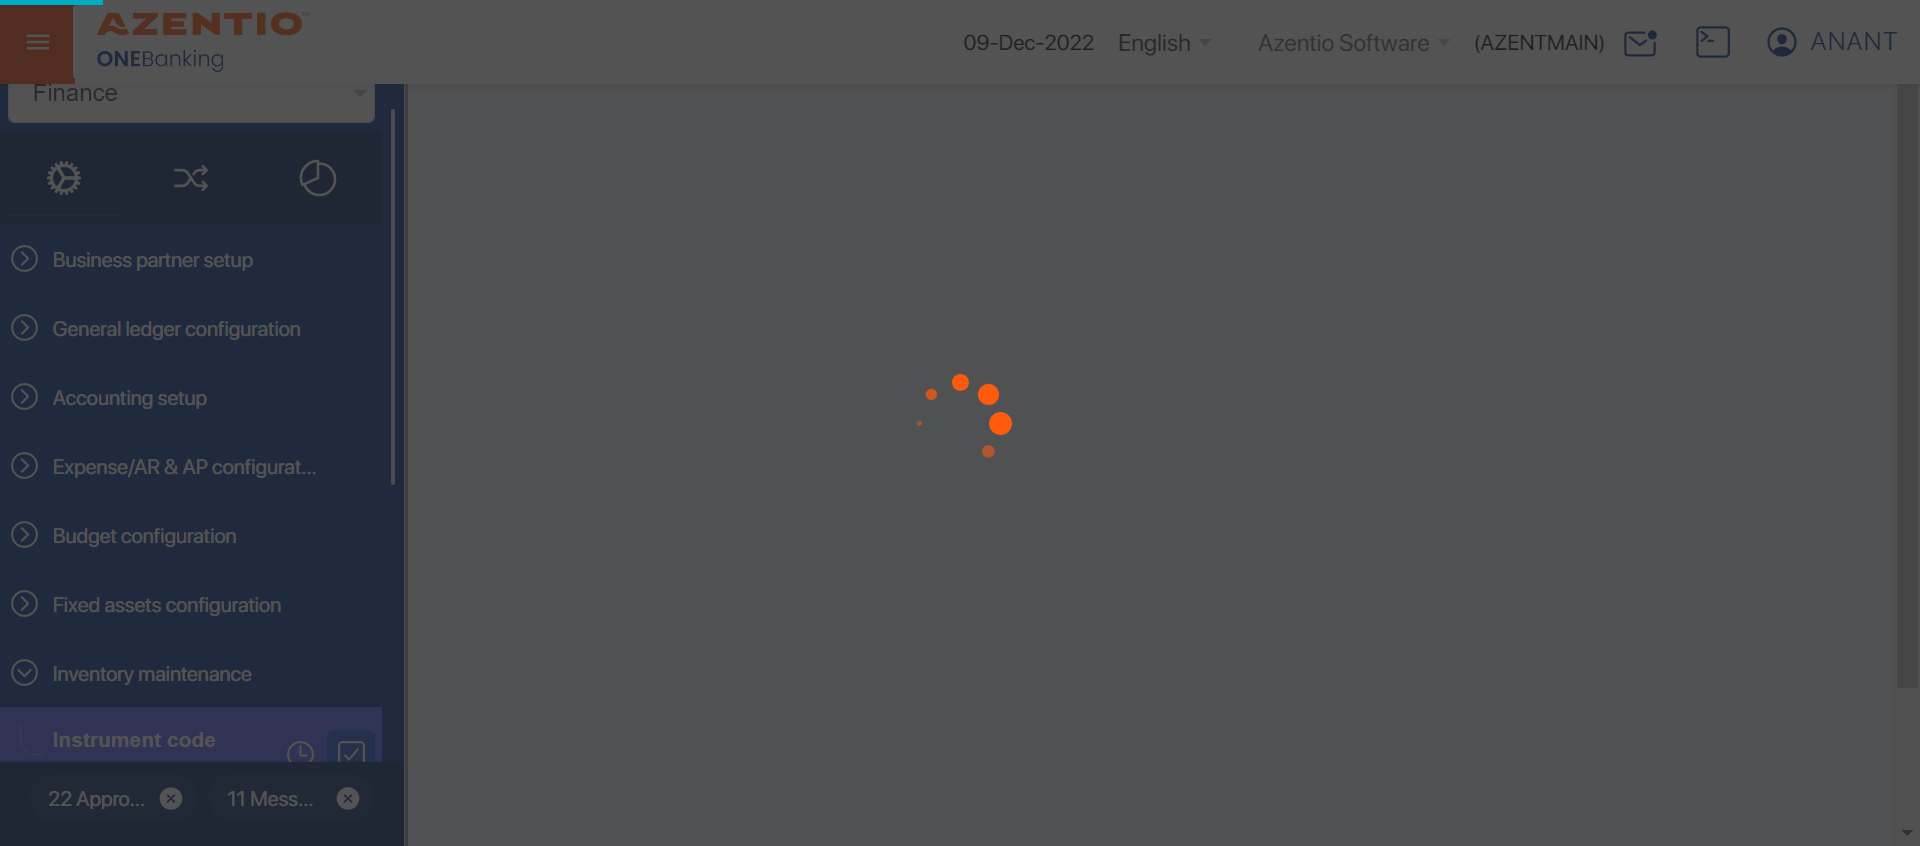 AZENTIO™
ONEBanking
09-Dec-2022 English Azentio Software (AZENTMAIN) ANANT
Finance
Business partner setup
General ledger configuration
Accounting setup
Expense/AR & AP configurat...
Budget configuration
Fixed assets configuration
Inventory maintenance
Instrument code
22 Appro... 11 Mess...